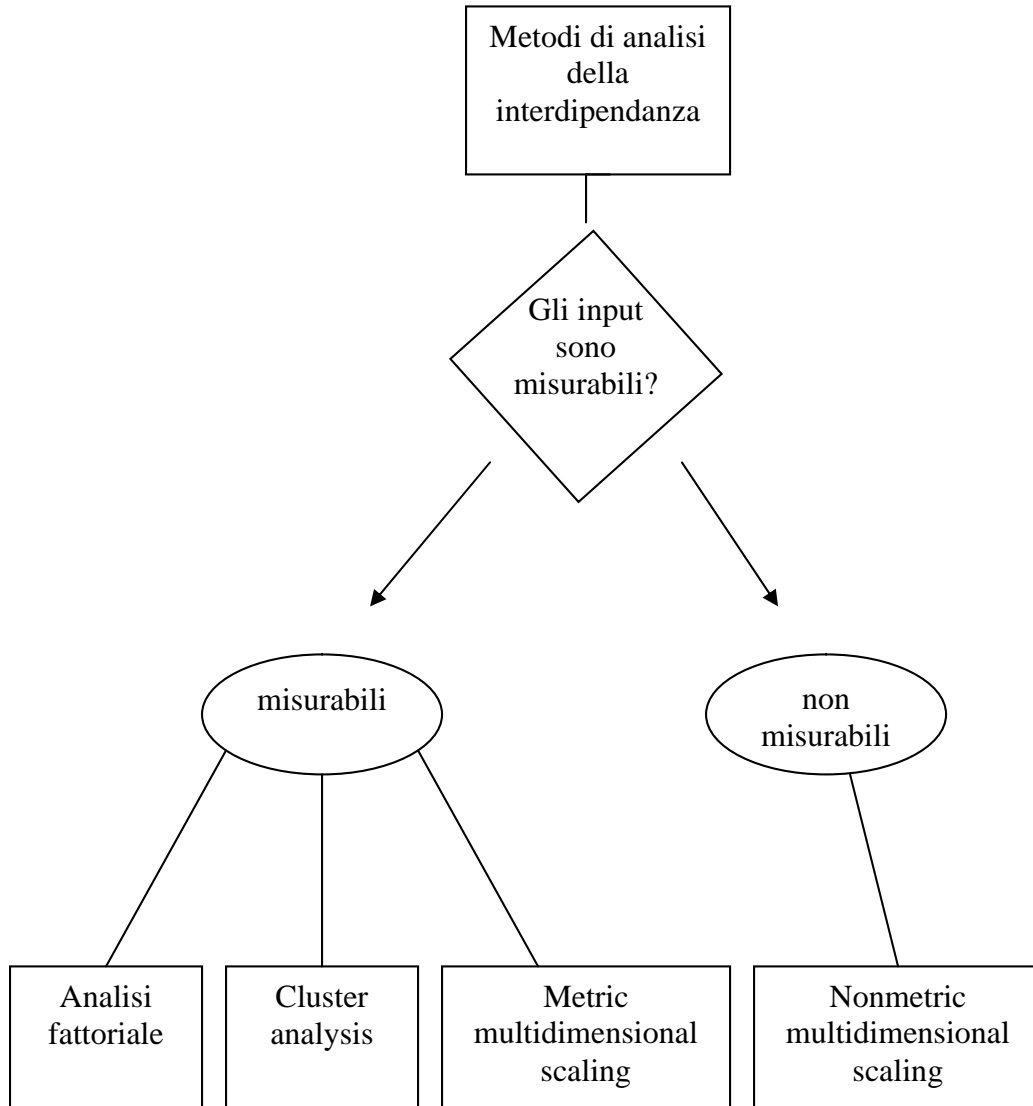 Metodi di analisi
della
interdipendanza
Gli input
sono
misurabili?
misurabili
non
misurabili
Analisi
fattoriale
Cluster
analysis
Metric
multidimensional
scaling
Nonmetric
multidimensional
scaling